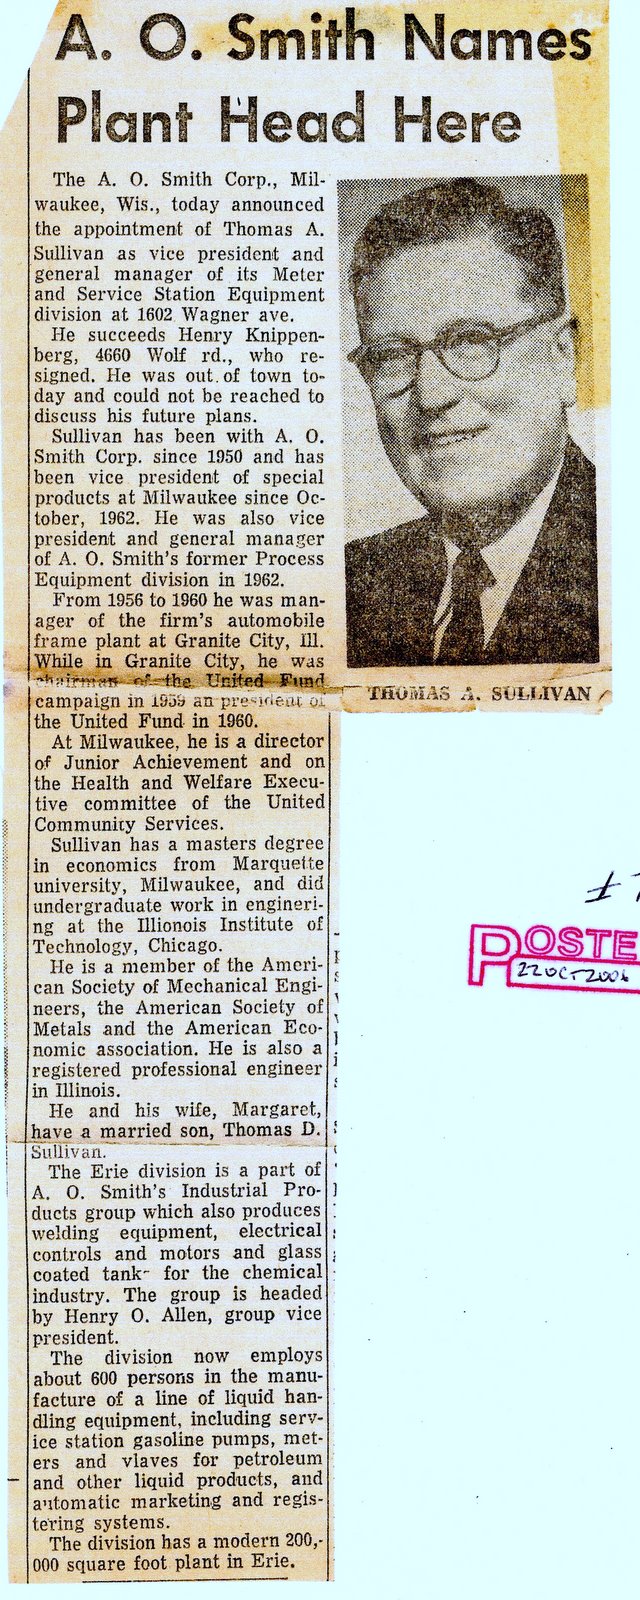 A. O. Smith Names
Plant Head Here
The A. O. Smith Corp., Mil-
waukee, Wis., today announced
the appointment of Thomas A.
Sullivan as vice president and
general manager of its Meter
and Service Station Equipment
division at 1602 Wagner ave.
He succeeds Henry Knippen-
berg, 4660 Wolf rd., who re-
signed. He was out of town to-
day and could not be reached to
discuss his future plans.
Sullivan has been with A. O.
Smith Corp. since 1950 and has
been vice president of special
products at Milwaukee since Oc-
tober, 1962. He was also vice
president and general manager
of A. O. Smith's former Process
Equipment division in 1962.
From 1956 to 1960 he was man-
ager of the firm's automobile
frame plant at Granite City, Ill.
While in Granite City, he was
chairman of the United Fund
campaign in 1959 an president of
the United Fund in 1960.
At Milwaukee, he is a director
of Junior Achievement and on
the Health and Welfare Execu-
tive committee of the United
Community Services.
Sullivan has a masters degree
in economics from Marquette
university, Milwaukee, and did
undergraduate work in engineri-
ng at the Illionois Institute of
Technology, Chicago.
He is a member of the Ameri-
can Society of Mechanical Engi-
neers, the American Society of
Metals and the American Eco-
nomic association. He is also a
registered professional engineer
in Illinois.
He and his wife, Margaret,
have a married son, Thomas D.
Sullivan.
The Erie division is a part of
A. O. Smith's Industrial Pro-
ducts group which also produces
welding equipment, electrical
controls and motors and glass
coated tank- for the chemical
industry. The group is headed
by Henry O. Allen, group vice
president.
The division now employs
about 600 persons in the manu-
facture of a line of liquid han-
dling equipment, including serv-
ice station gasoline pumps, met-
ers and vlaves for petroleum
and other liquid products, and
automatic marketing and regis-
tering systems.
The division has a modern 200,-
000 square foot plant in Erie.
THOMAS A. SULLIVAN
POSTE
22 OCT 2006